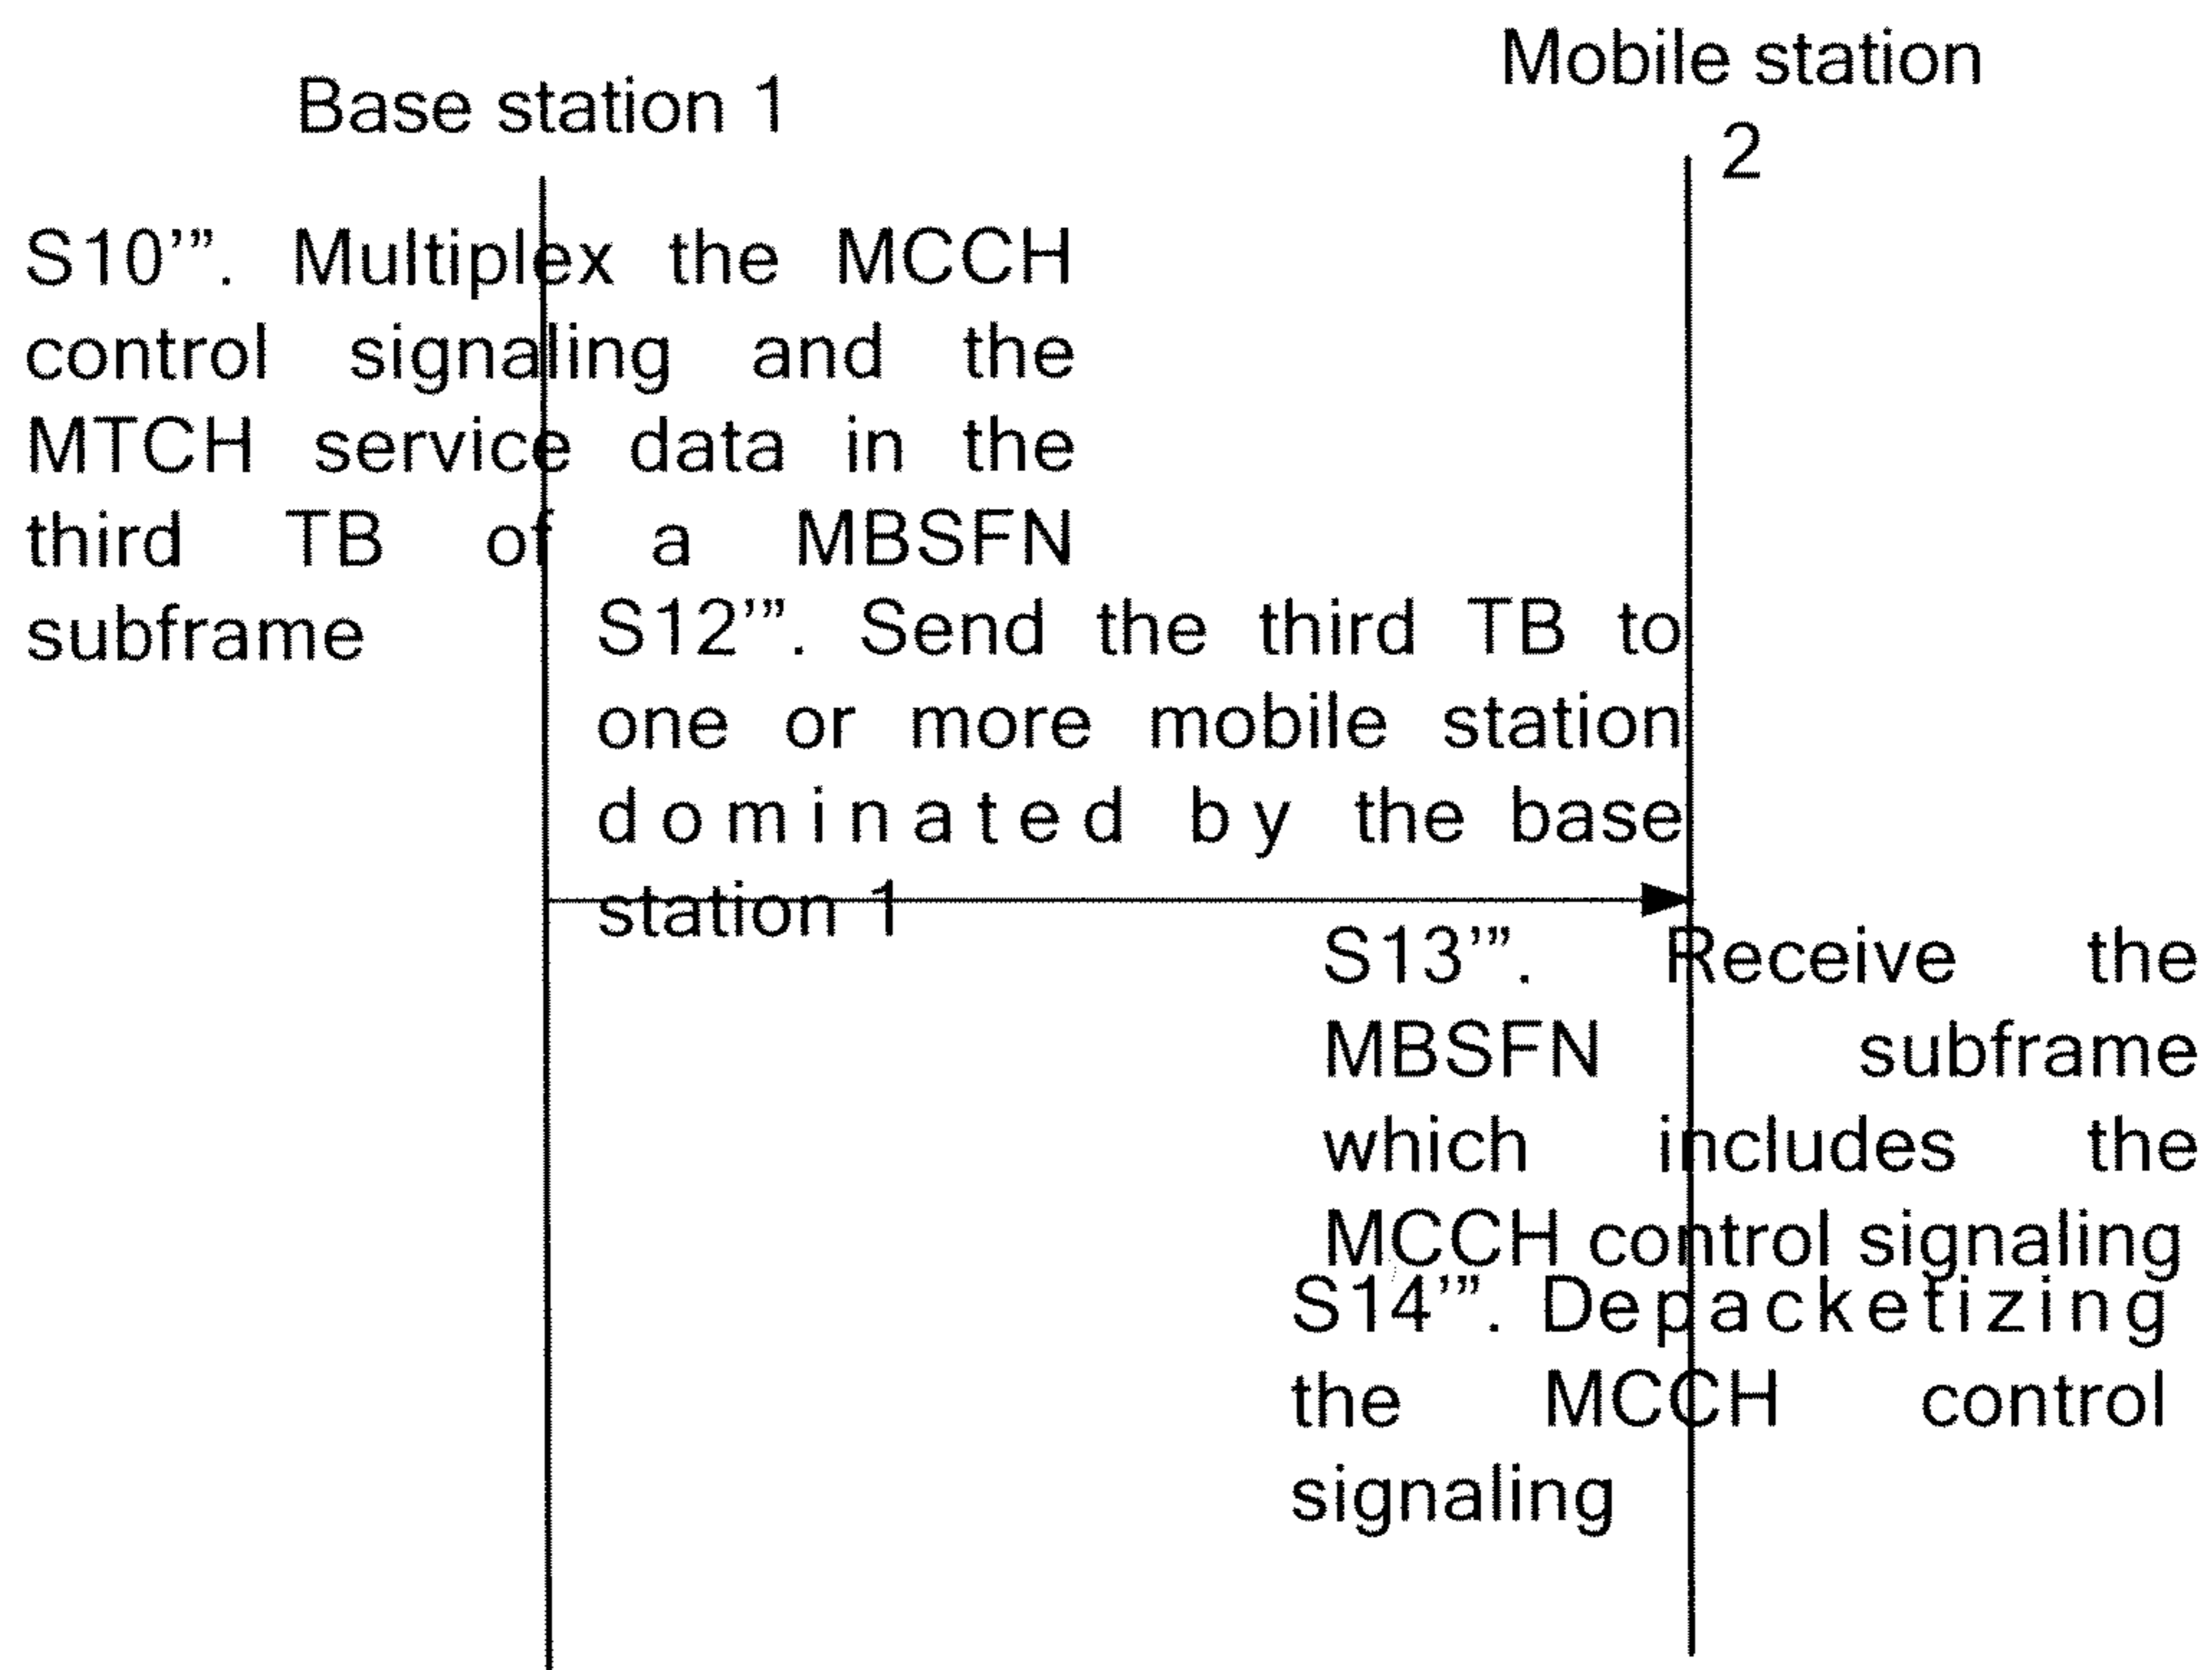 Base station 1
Mobile station
2
S10’”. Multiplex the MCCH
control signaling and the
MTCH service data in the
third TB of a MBSFN
subframe
S12’”. Send the third TB to
one or more mobile station
dominated by the base
station 1
S13’”. Receive the
MBSFN subframe
which includes the
MCCH control signaling
S14’”. Depacketizing
the MCCH control
signaling